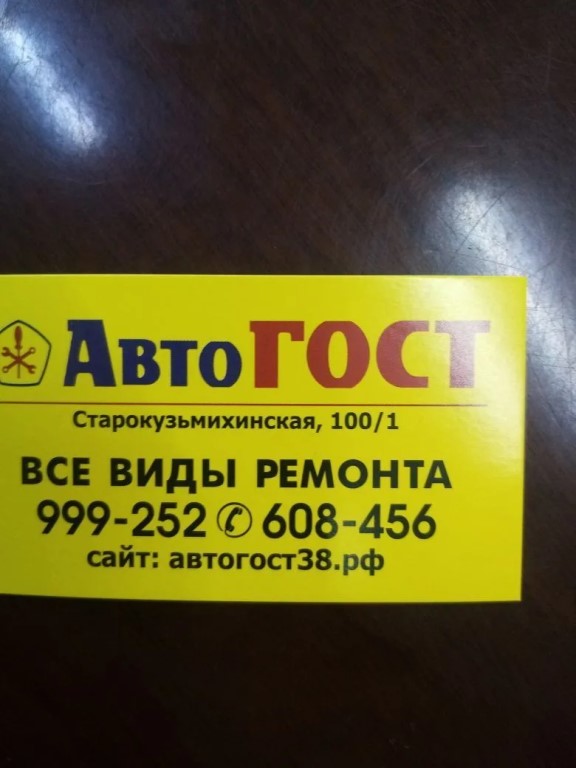 АвтоГОСТ
Старокузьмихинская, 100/1
ВСЕ ВИДЫ РЕМОНТА
999-252 608-456
сайт: автогост38.рф